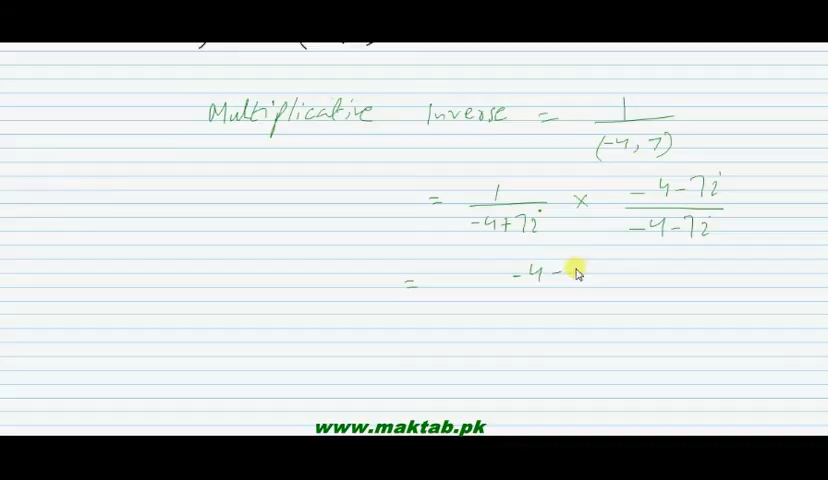 Multiplicative Inverse = 1/(-4, 7)
= 1/(-4+7i) × (-4-7i)/(-4-7i)
= -4 -
www.maktab.pk